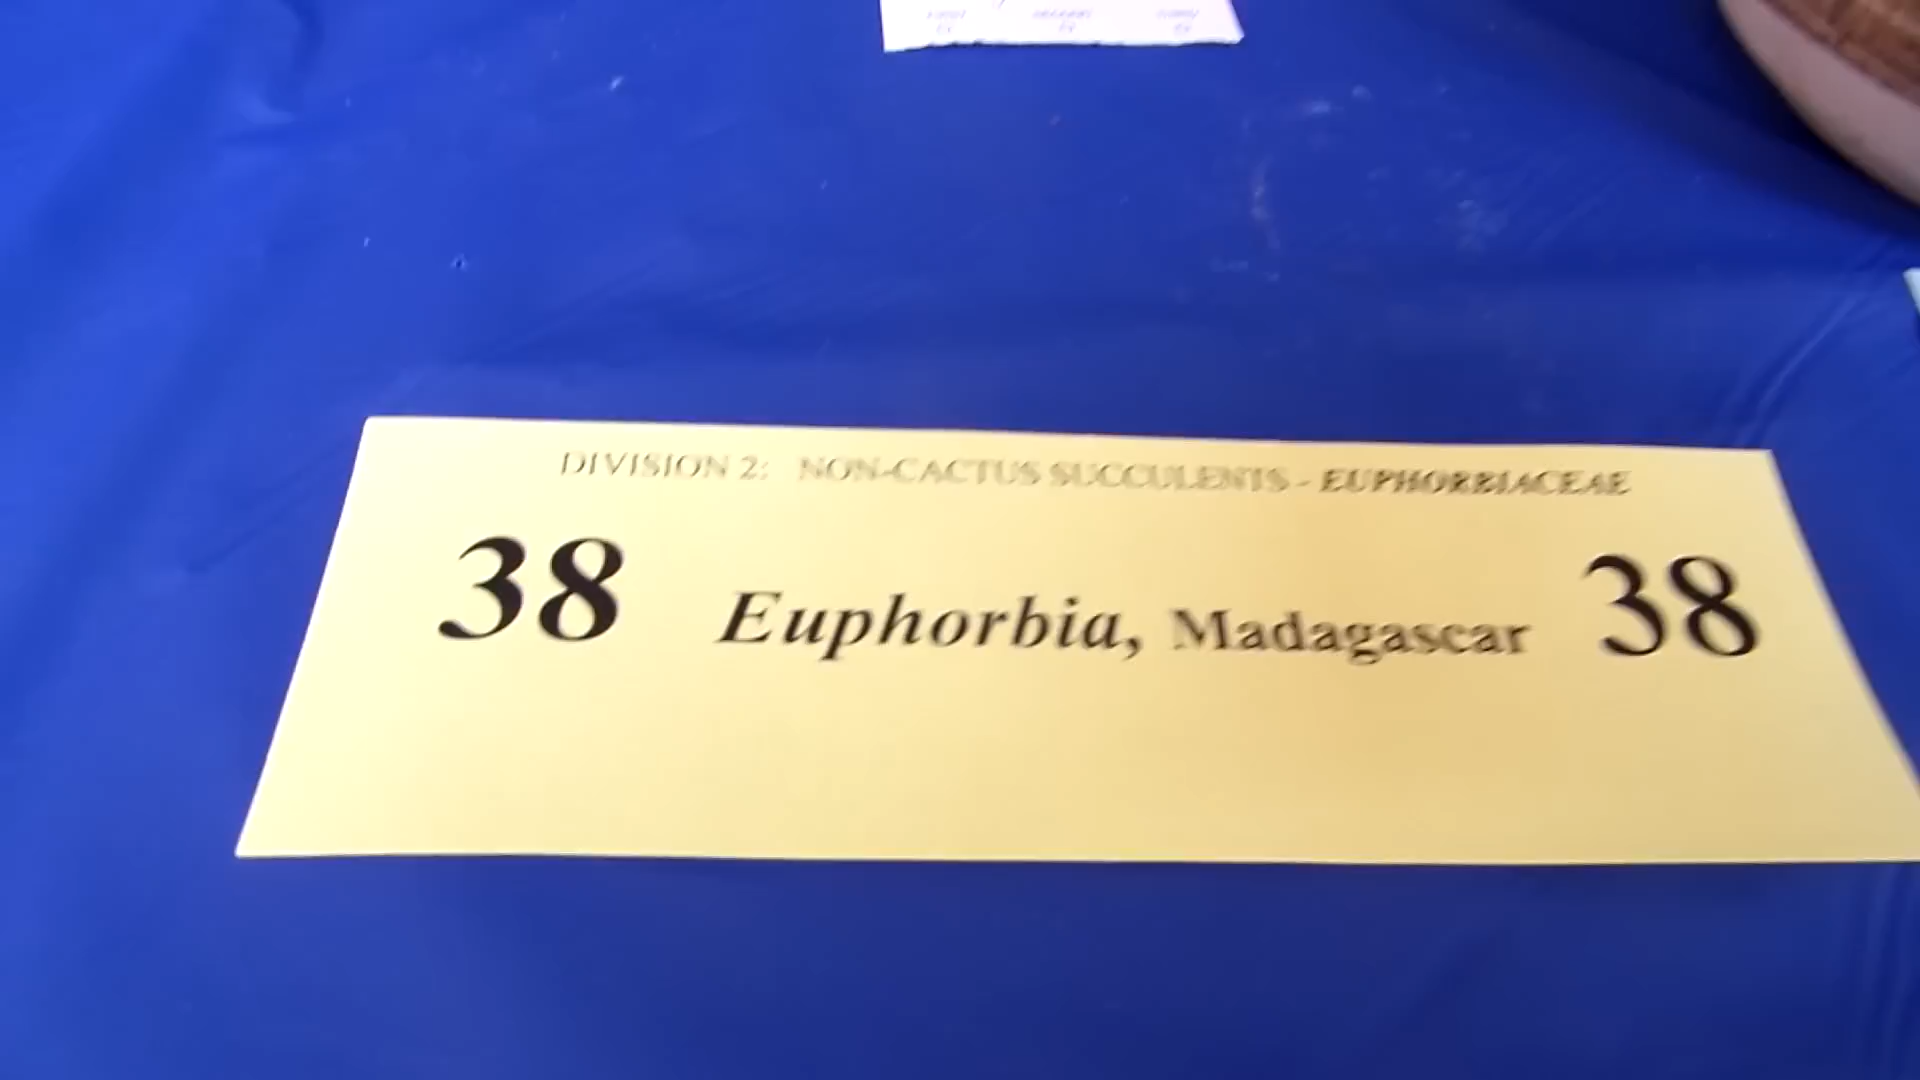 DIVISION 2: NON-CACTUS SUCCULENTS - EUPHORBIACEAE
38 Euphorbia, Madagascar 38